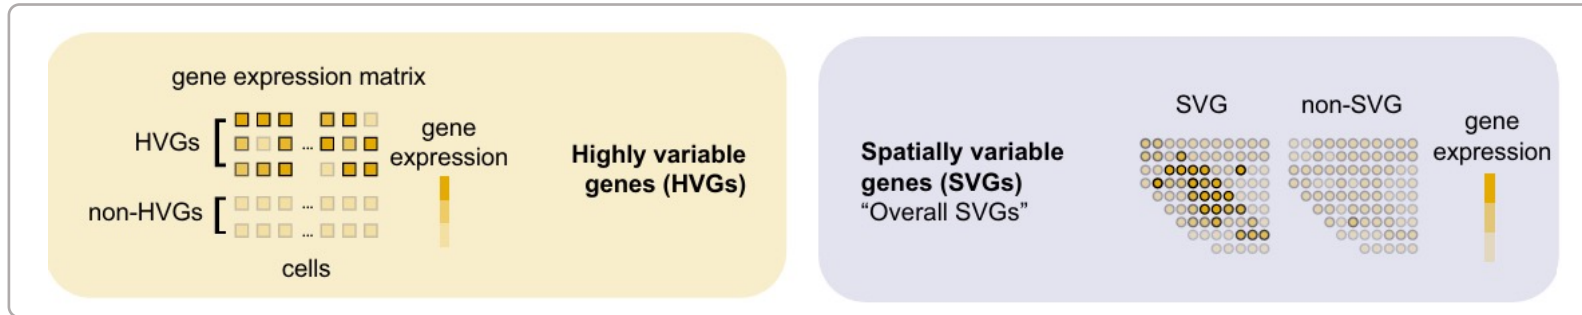 gene expression matrix
HVGs
...
...
...
non-HVGs
...
...
cells
gene
expression
Highly variable
genes (HVGs)
Spatially variable
genes (SVGs)
“Overall SVGs”
SVG
non-SVG
gene
expression